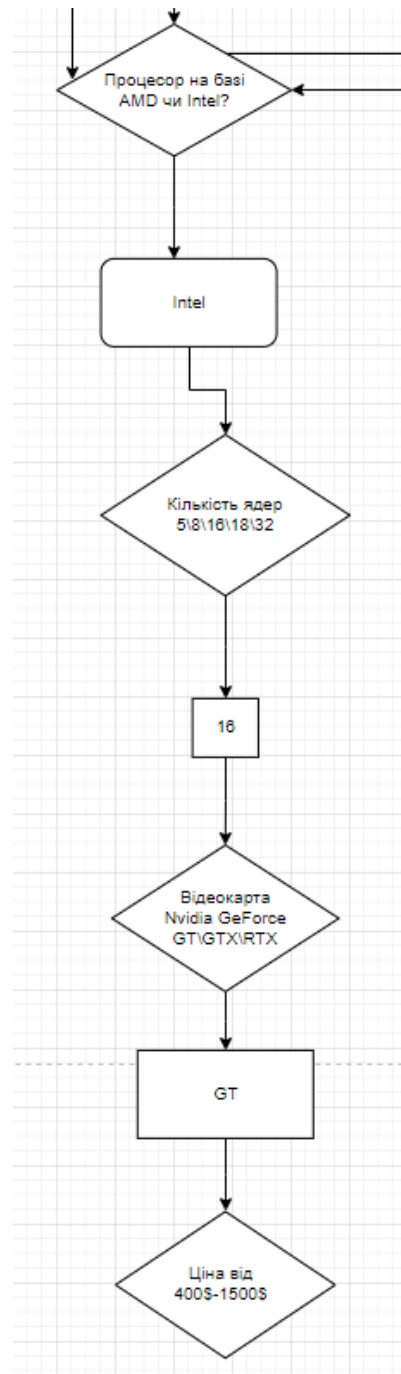 Процесор на базі
AMD чи Intel?
Intel
Кількість ядер
5\8\16\18\32
16
Відеокарта
Nvidia GeForce
GT\GTX\RTX
GT
Ціна від
400$-1500$